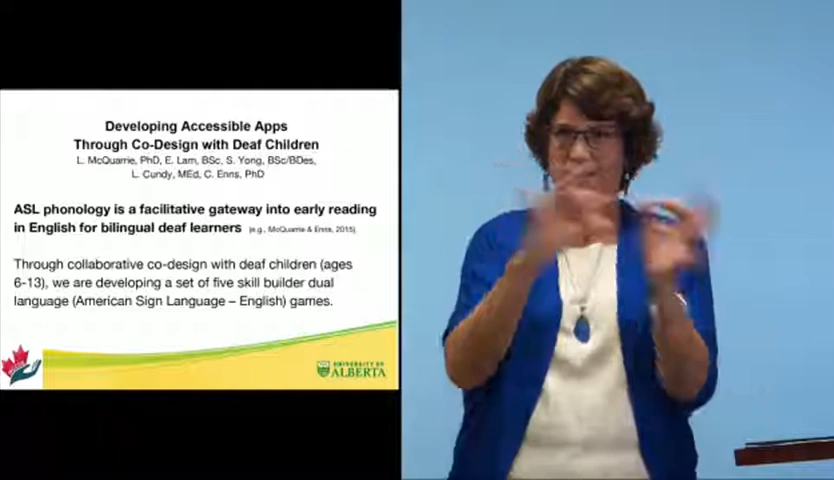 Developing Accessible Apps
Through Co-Design with Deaf Children
L. McQuarrie, PhD, E. Lam, BSc, S. Yong, BSc/BDes,
L. Cundy, MEd, C. Enns, PhD
ASL phonology is a facilitative gateway into early reading
in English for bilingual deaf learners (e.g., McQuarrie & Enns, 2015).
Through collaborative co-design with deaf children (ages
6-13), we are developing a set of five skill builder dual
language (American Sign Language – English) games.
UNIVERSITY OF
ALBERTA